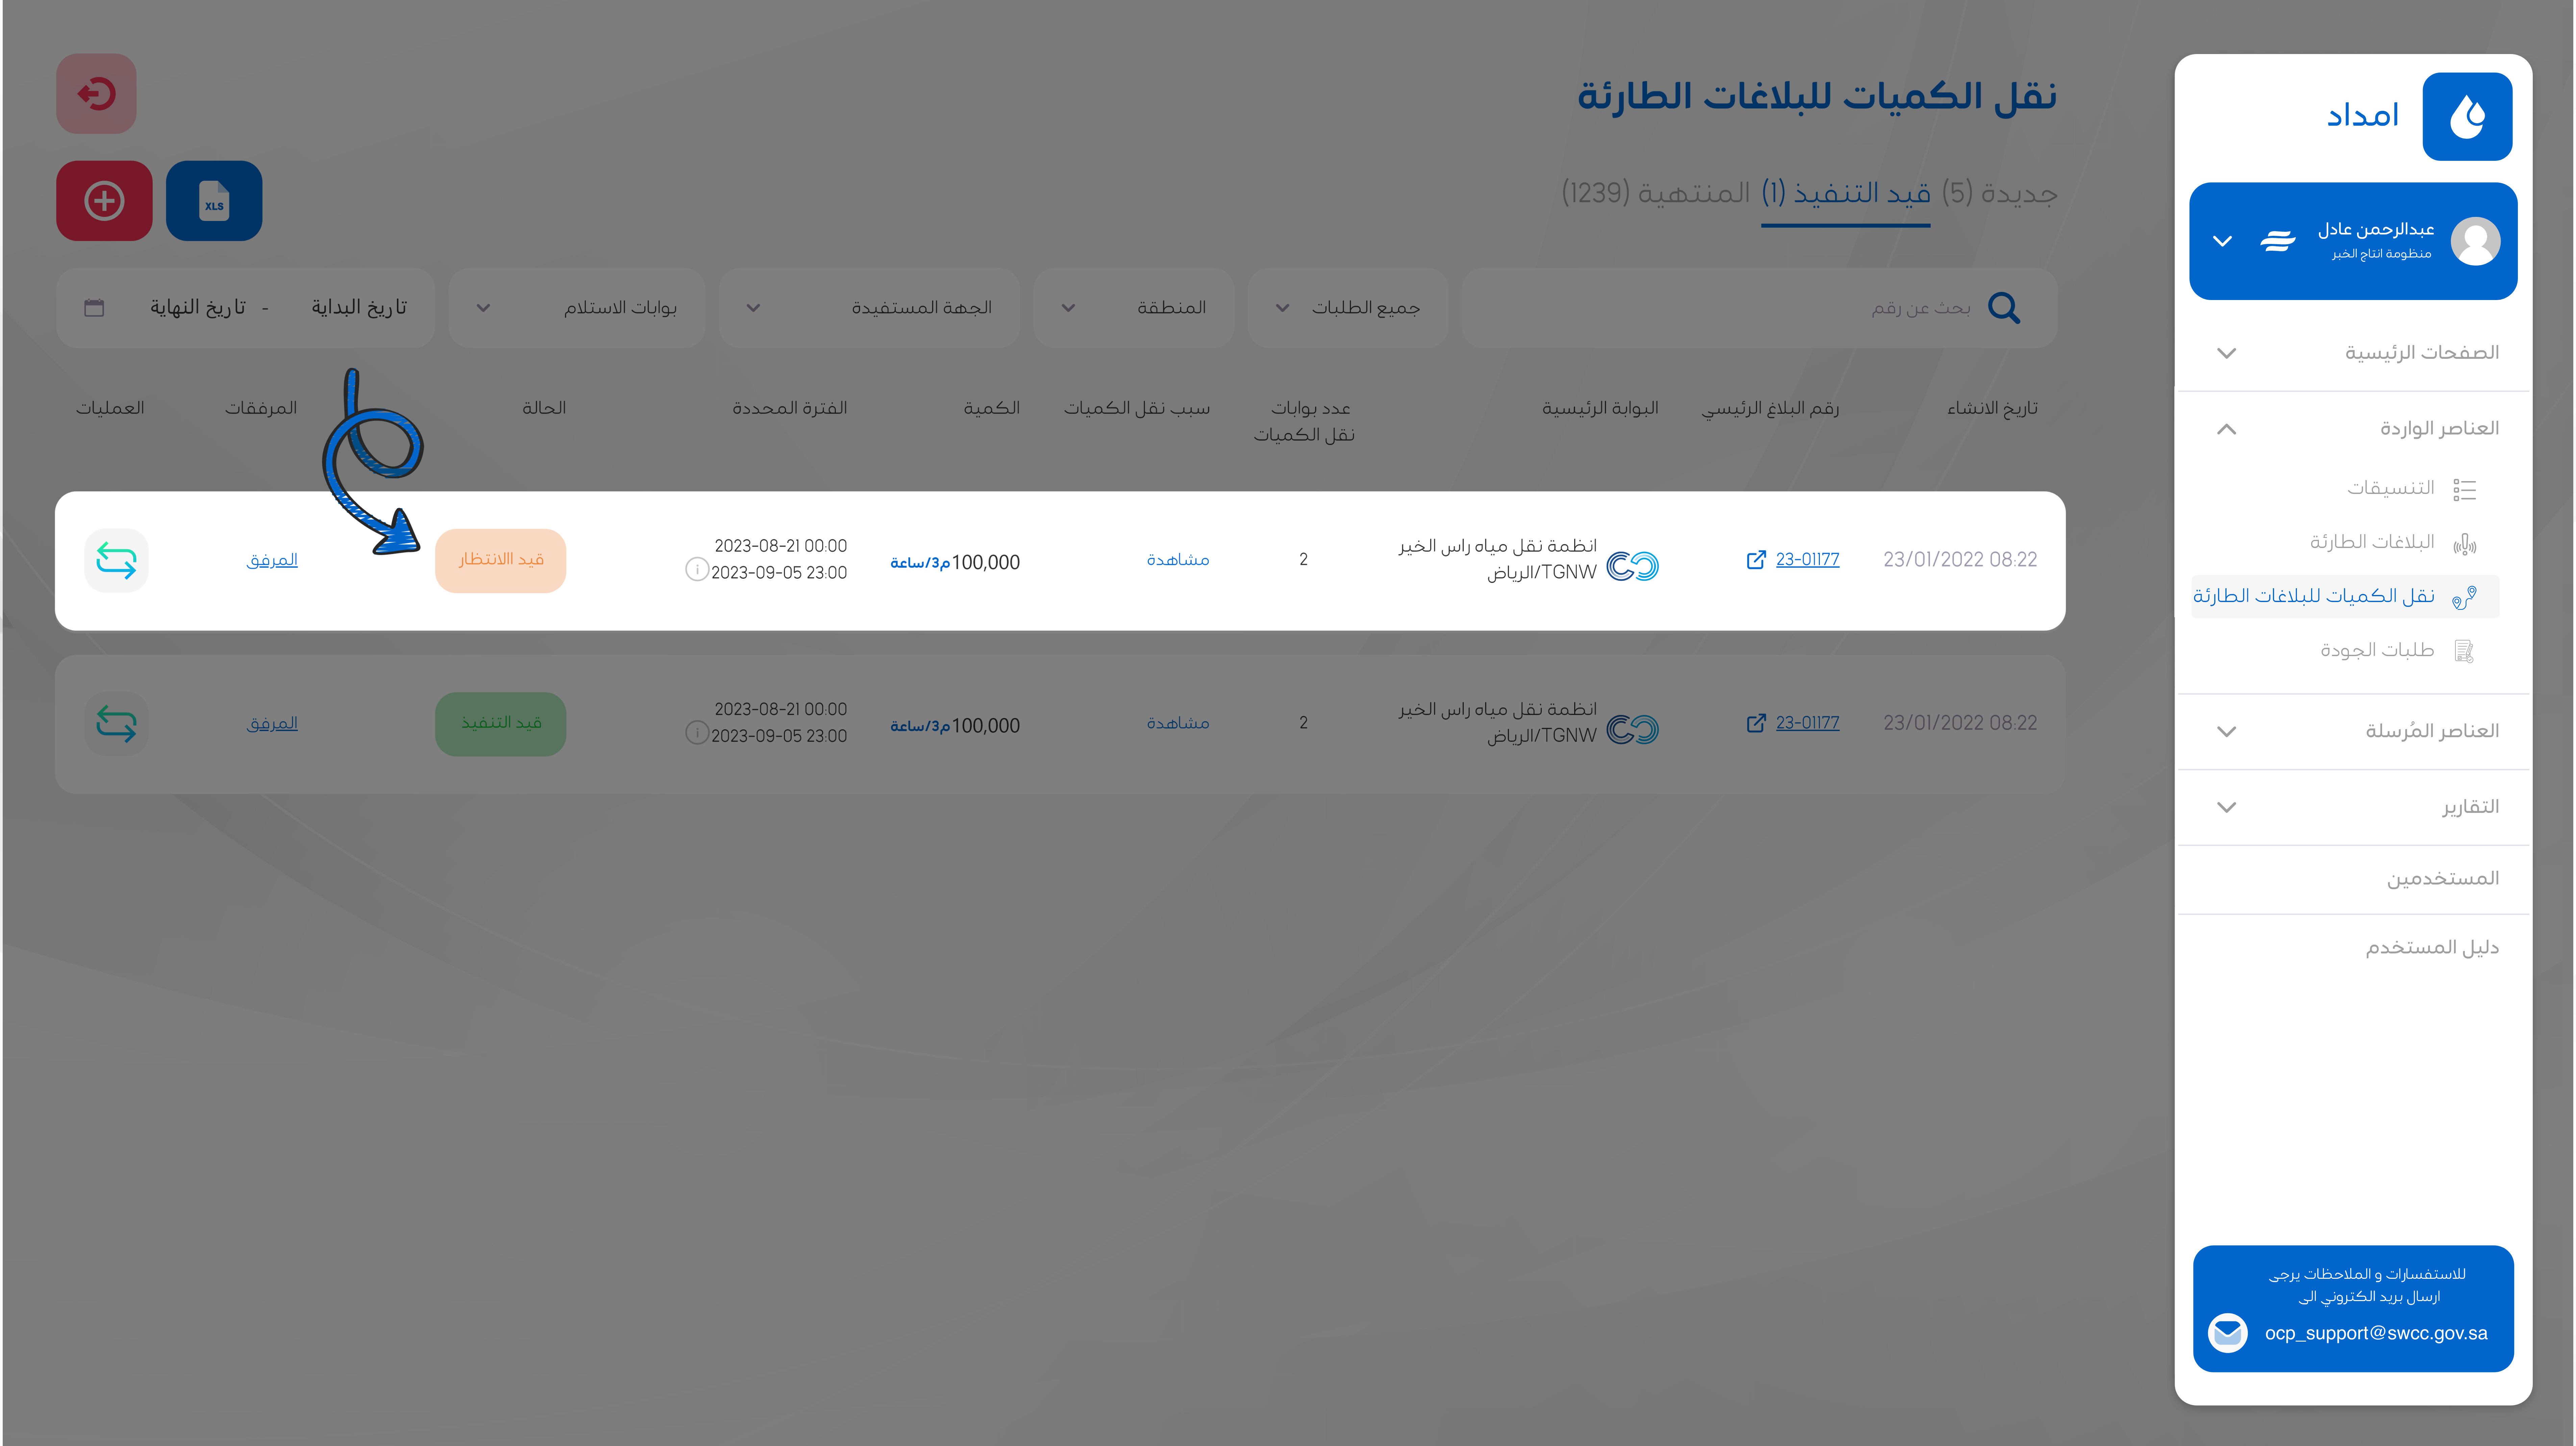 امداد
عبدالرحمن عادل
منظومة انتاج الخبر
الصفحات الرئيسية
العناصر الواردة
التنسيقات
البلاغات الطارئة
نقل الكميات للبلاغات الطارئة
طلبات الجودة
العناصر المُرسلة
التقارير
المستخدمين
دليل المستخدم
للاستفسارات و الملاحظات يرجى
ارسال بريد الكتروني الى
ocp_support@swcc.gov.sa
نقل الكميات للبلاغات الطارئة
جديدة (5) قيد التنفيذ (1) المنتهية (1239)
XLS
بحث عن رقم جميع الطلبات المنطقة الجهة المستفيدة بوابات الاستلام تاريخ البداية - تاريخ النهاية
تاريخ الانشاء رقم البلاغ الرئيسي البوابة الرئيسية عدد بوابات سبب نقل الكميات الكمية الفترة المحددة الحالة المرفقات العمليات
نقل الكميات
23/01/2022 08:22
23-01177
انظمة نقل مياه راس الخير
TGNW/الرياض
2
مشاهدة
100,000م3/ساعة
2023-08-21 00:00
2023-09-05 23:00
قيد االانتظار
المرفق
23/01/2022 08:22
23-01177
انظمة نقل مياه راس الخير
TGNW/الرياض
2
مشاهدة
100,000م3/ساعة
2023-08-21 00:00
2023-09-05 23:00
قيد التنفيذ
المرفق